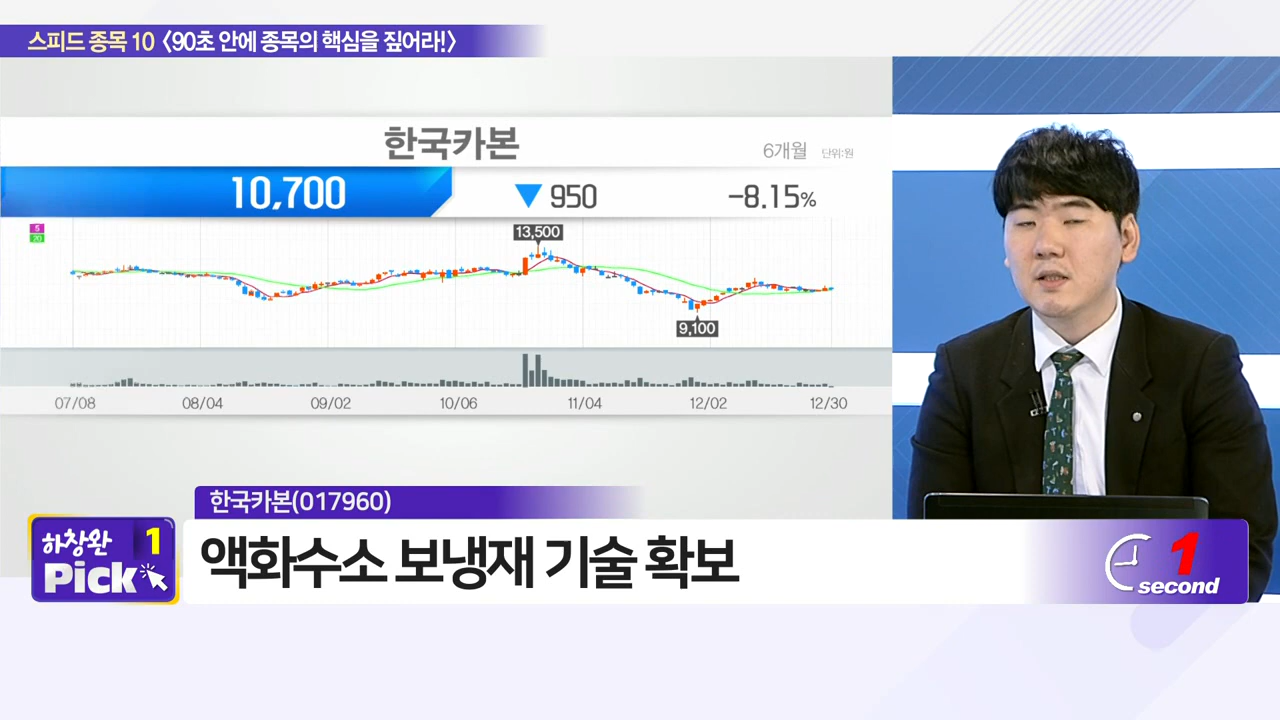 스피드 종목 10 〈90초 안에 종목의 핵심을 짚어라!〉
한국카본
6개월 단위:원
10,700 ▼ 950 -8.15%
5
20
13,500
9,100
07/08 08/04 09/02 10/06 11/04 12/02 12/30
한국카본(017960)
하창완 1
Pick
액화수소 보냉재 기술 확보
1
second